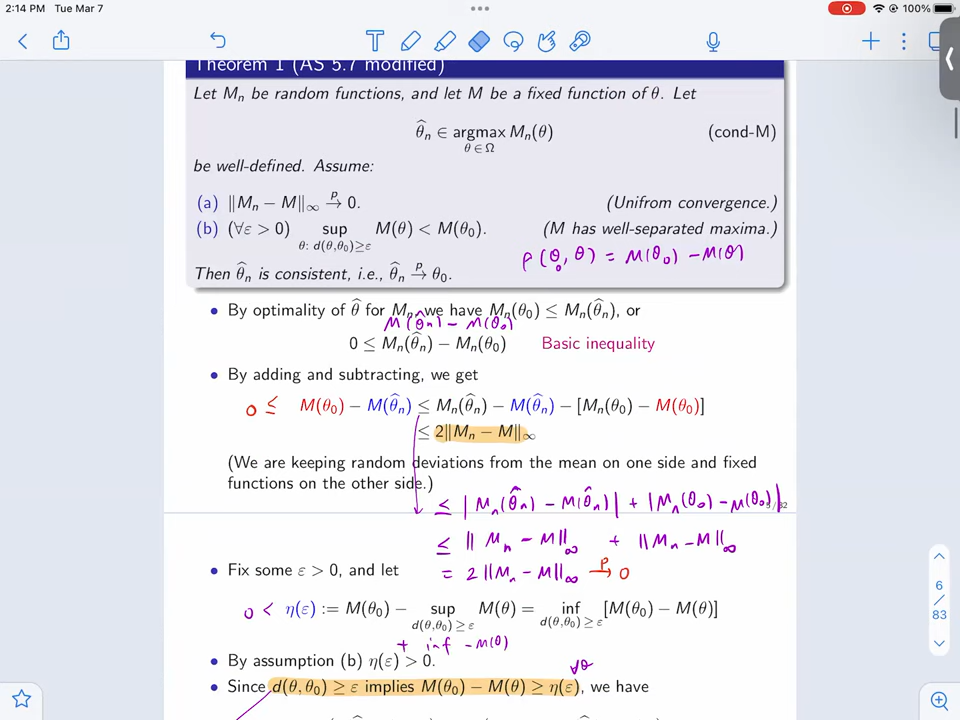 2:14 PM Tue Mar 7
100%
Theorem 1 (AS 5.7 modified)
Let Mₙ be random functions, and let M be a fixed function of θ. Let
θ̂ₙ ∈ argmax Mₙ(θ) (cond-M)
θ ∈ Ω
be well-defined. Assume:
(a) ‖Mₙ − M‖∞ →ᵖ 0. (Unifrom convergence.)
(b) (∀ε > 0) sup M(θ) < M(θ₀). (M has well-separated maxima.)
θ: d(θ,θ₀)≥ε
ρ(θ₀, θ) = M(θ₀) − M(θ)
Then θ̂ₙ is consistent, i.e., θ̂ₙ →ᵖ θ₀.
• By optimality of θ̂ for Mₙ, we have Mₙ(θ₀) ≤ Mₙ(θ̂ₙ), or
M(θ̂ₙ) − M(θ₀)
0 ≤ Mₙ(θ̂ₙ) − Mₙ(θ₀) Basic inequality
• By adding and subtracting, we get
0 ≤ M(θ₀) − M(θ̂ₙ) ≤ Mₙ(θ̂ₙ) − M(θ̂ₙ) − [Mₙ(θ₀) − M(θ₀)]
≤ 2‖Mₙ − M‖∞
(We are keeping random deviations from the mean on one side and fixed
functions on the other side.)
≤ |Mₙ(θ̂ₙ) − M(θ̂ₙ)| + |Mₙ(θ₀) − M(θ₀)|
/ 82
≤ ‖Mₙ − M‖∞ + ‖Mₙ − M‖∞
= 2‖Mₙ − M‖∞ →ᵖ 0
• Fix some ε > 0, and let
0 < η(ε) := M(θ₀) − sup M(θ) = inf [M(θ₀) − M(θ)]
d(θ,θ₀)≥ε d(θ,θ₀)≥ε
+ inf − M(θ)
• By assumption (b) η(ε) > 0.
∀θ
• Since d(θ, θ₀) ≥ ε implies M(θ₀) − M(θ) ≥ η(ε), we have
6
/
83